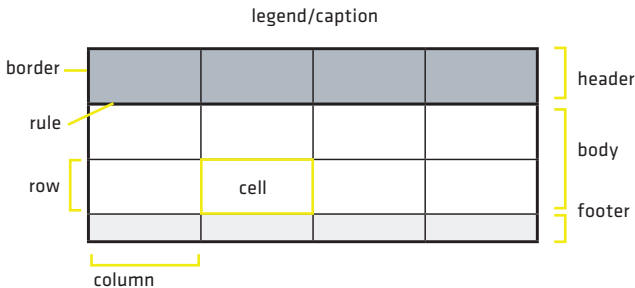 legend/caption
border
header
rule
body
row
cell
footer
column